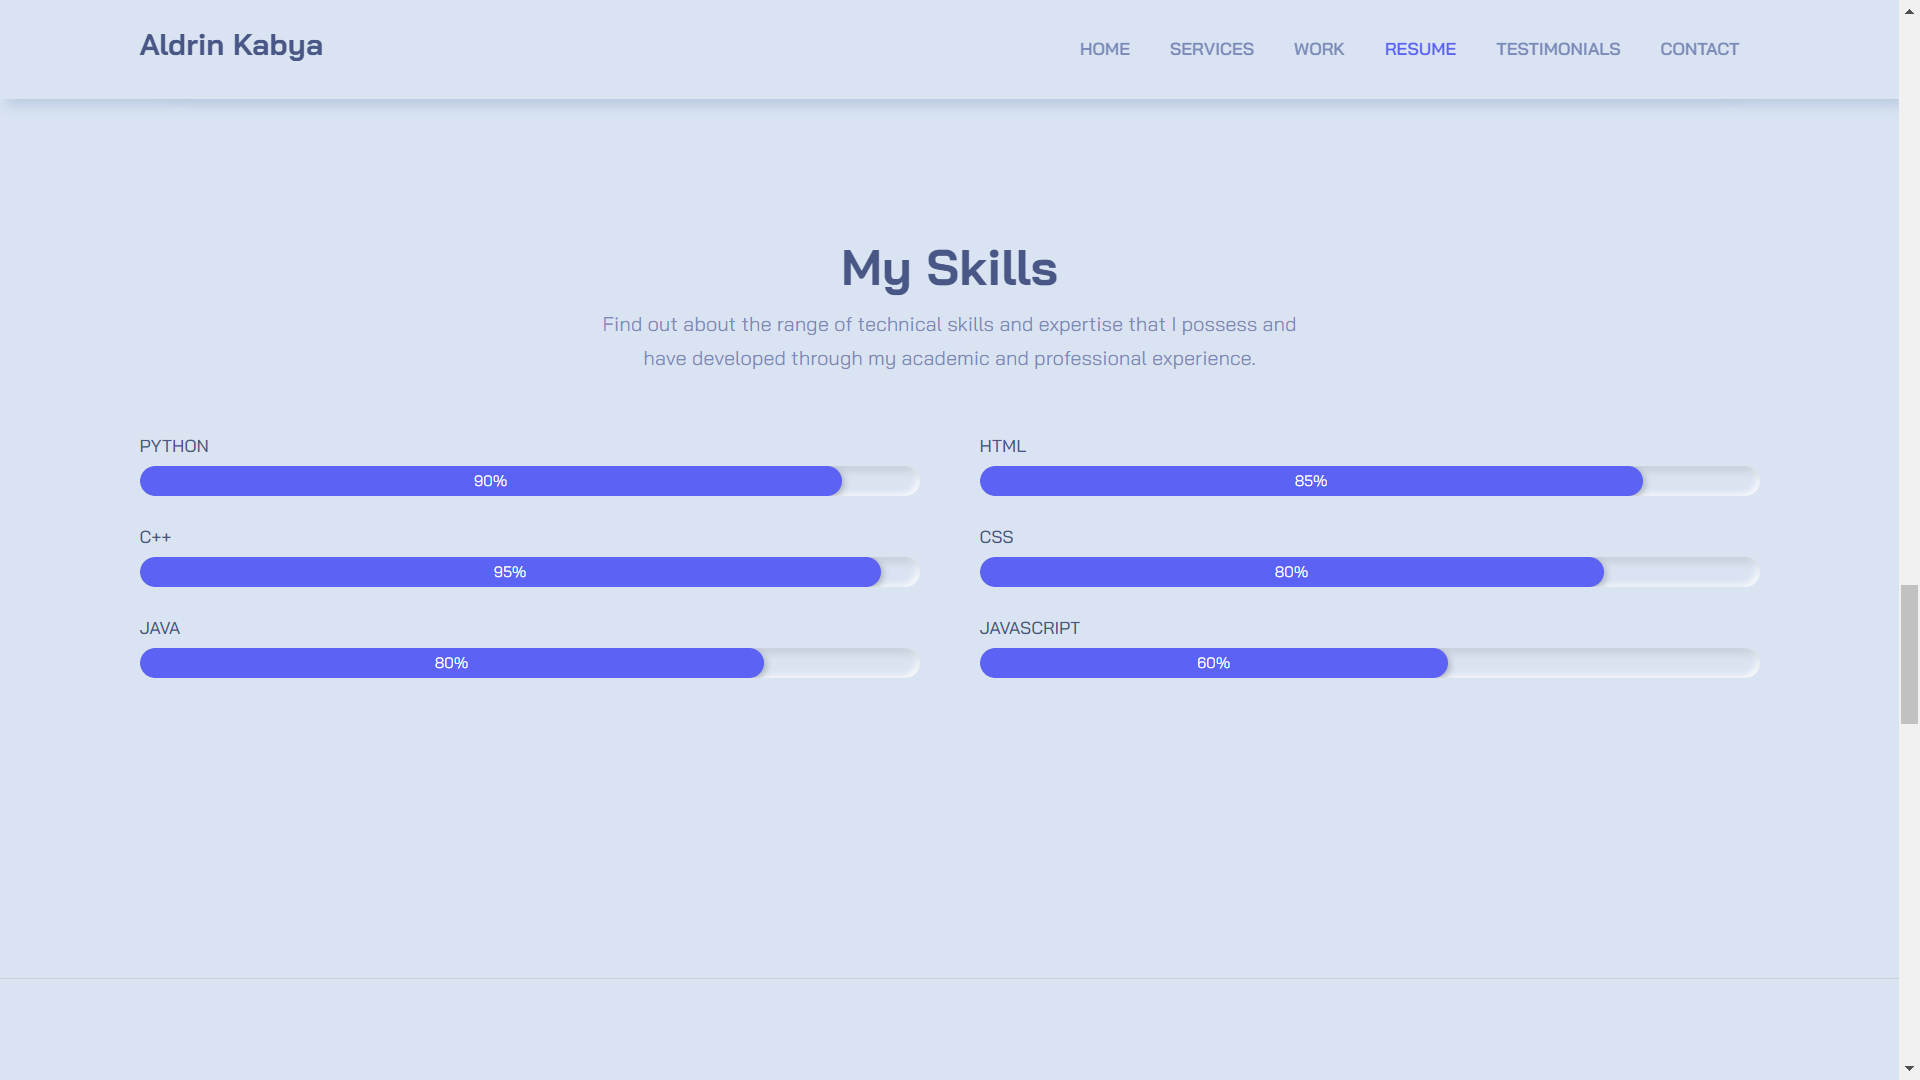 Aldrin Kabya
HOME SERVICES WORK RESUME TESTIMONIALS CONTACT
My Skills
Find out about the range of technical skills and expertise that I possess and
have developed through my academic and professional experience.
PYTHON
90%
C++
95%
JAVA
80%
HTML
85%
CSS
80%
JAVASCRIPT
60%